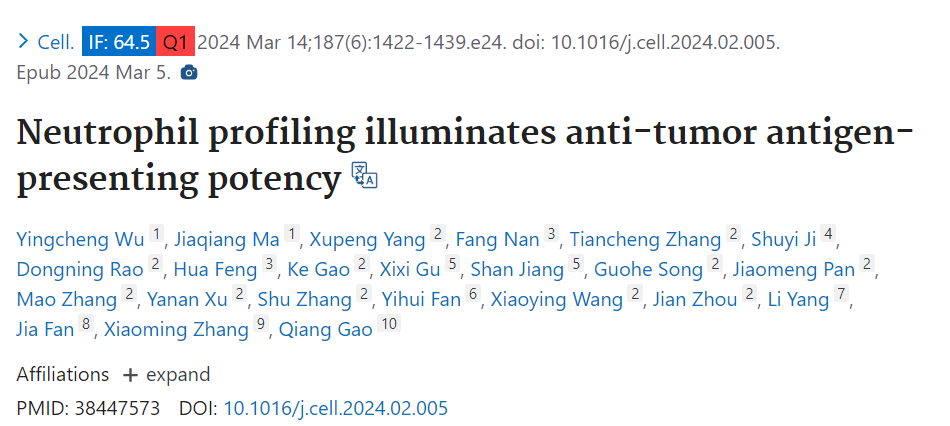 Cell. IF: 64.5 Q1 2024 Mar 14;187(6):1422-1439.e24. doi: 10.1016/j.cell.2024.02.005.
Epub 2024 Mar 5.
Neutrophil profiling illuminates anti-tumor antigen-
presenting potency
Yingcheng Wu 1, Jiaqiang Ma 1, Xupeng Yang 2, Fang Nan 3, Tiancheng Zhang 2, Shuyi Ji 4,
Dongning Rao 2, Hua Feng 3, Ke Gao 2, Xixi Gu 5, Shan Jiang 5, Guohe Song 2, Jiaomeng Pan 2,
Mao Zhang 2, Yanan Xu 2, Shu Zhang 2, Yihui Fan 6, Xiaoying Wang 2, Jian Zhou 2, Li Yang 7,
Jia Fan 8, Xiaoming Zhang 9, Qiang Gao 10
Affiliations + expand
PMID: 38447573 DOI: 10.1016/j.cell.2024.02.005